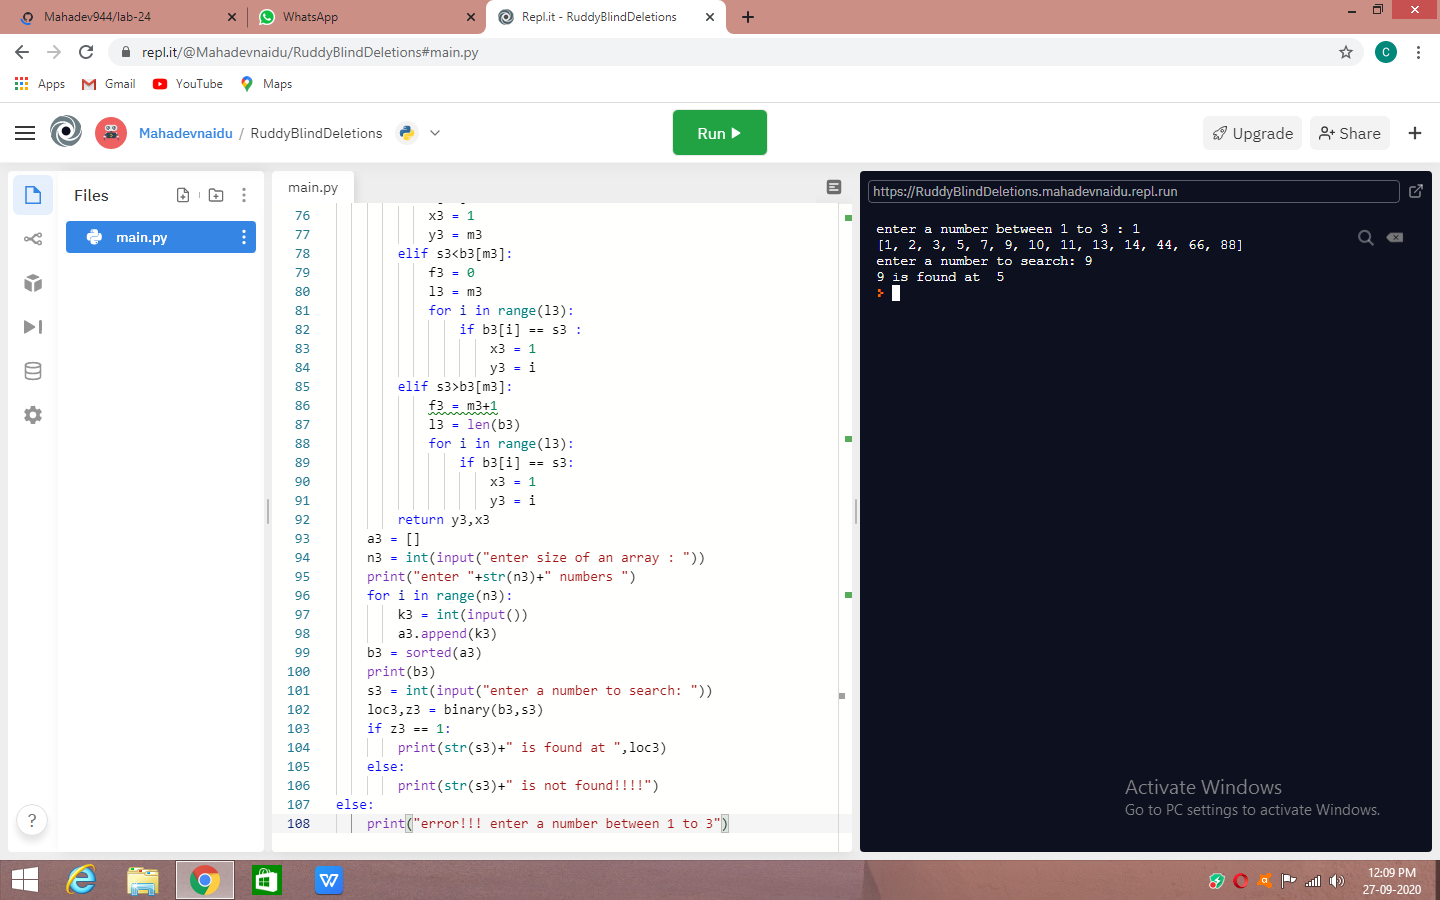 Mahadev944/lab-24
WhatsApp
Repl.it - RuddyBlindDeletions
repl.it/@Mahadevnaidu/RuddyBlindDeletions#main.py
C
Apps
Gmail
YouTube
Maps
Mahadevnaidu / RuddyBlindDeletions
Run
Upgrade
Share
Files
main.py
main.py
76 x3 = 1
77 y3 = m3
78 elif s3<b3[m3]:
79 f3 = 0
80 l3 = m3
81 for i in range(l3):
82 if b3[i] == s3 :
83 x3 = 1
84 y3 = i
85 elif s3>b3[m3]:
86 f3 = m3+1
87 l3 = len(b3)
88 for i in range(l3):
89 if b3[i] == s3:
90 x3 = 1
91 y3 = i
92 return y3,x3
93 a3 = []
94 n3 = int(input("enter size of an array : "))
95 print("enter "+str(n3)+" numbers ")
96 for i in range(n3):
97 k3 = int(input())
98 a3.append(k3)
99 b3 = sorted(a3)
100 print(b3)
101 s3 = int(input("enter a number to search: "))
102 loc3,z3 = binary(b3,s3)
103 if z3 == 1:
104 print(str(s3)+" is found at ",loc3)
105 else:
106 print(str(s3)+" is not found!!!!")
107 else:
108 print("error!!! enter a number between 1 to 3")
https://RuddyBlindDeletions.mahadevnaidu.repl.run
enter a number between 1 to 3 : 1
[1, 2, 3, 5, 7, 9, 10, 11, 13, 14, 44, 66, 88]
enter a number to search: 9
9 is found at  5
Activate Windows
Go to PC settings to activate Windows.
?
W
12:09 PM
27-09-2020